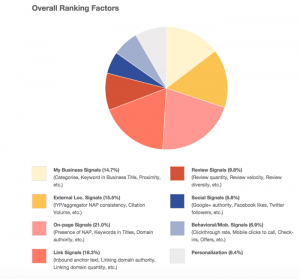 Overall Ranking Factors
My Business Signals (14.7%)
(Categories, Keyword in Business Title, Proximity,
etc.)
Review Signals (9.8%)
(Review quantity, Review velocity, Review
diversity, etc.)
External Loc. Signals (15.5%)
(IYP/aggregator NAP consistency, Citation
Volume, etc.)
Social Signals (5.8%)
(Google+ authority, Facebook likes, Twitter
followers, etc.)
On-page Signals (21.0%)
(Presence of NAP, Keywords in Titles, Domain
authority, etc.)
Behavioral/Mob. Signals (6.9%)
(Clickthrough rate, Mobile clicks to call, Check-
ins, Offers, etc.)
Link Signals (18.3%)
(Inbound anchor text, Linking domain authority,
Linking domain quantity, etc.)
Personalization (8.4%)